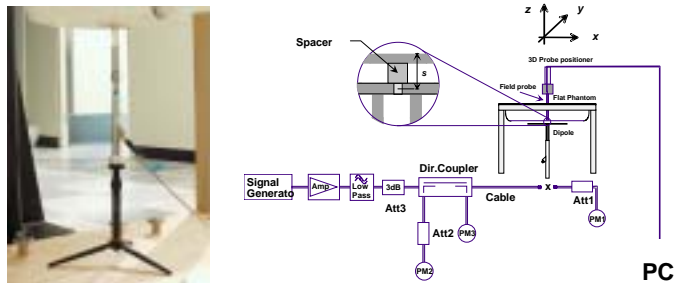 z
y
x
Spacer
s
3D Probe positioner
Field probe
Flat Phantom
Dipole
Dir.Coupler
Signal
Generato
Amp
Low
Pass
3dB
Cable
x
Att3
Att1
PM1
Att2
PM3
PM2
PC